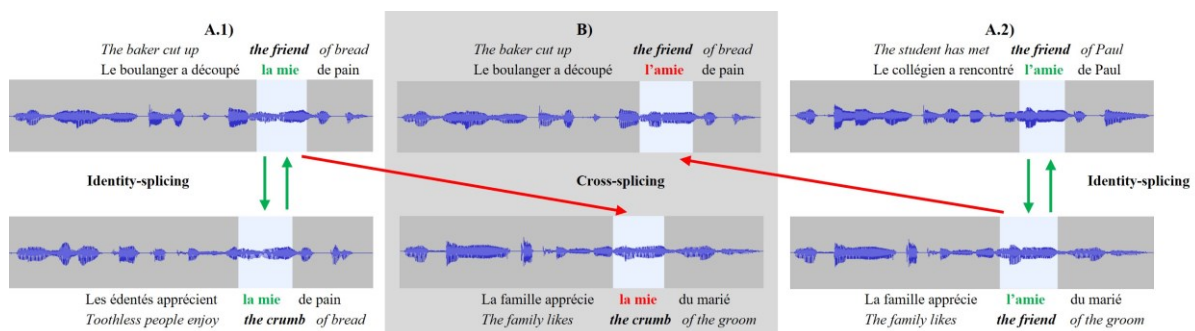 A.1)
The baker cut up the friend of bread
Le boulanger a découpé la mie de pain
Identity-splicing
Les édentés apprécient la mie de pain
Toothless people enjoy the crumb of bread
B)
The baker cut up the friend of bread
Le boulanger a découpé l'amie de pain
Cross-splicing
La famille apprécie la mie du marié
The family likes the crumb of the groom
A.2)
The student has met the friend of Paul
Le collégien a rencontré l'amie de Paul
Identity-splicing
La famille apprécie l'amie du marié
The family likes the friend of the groom